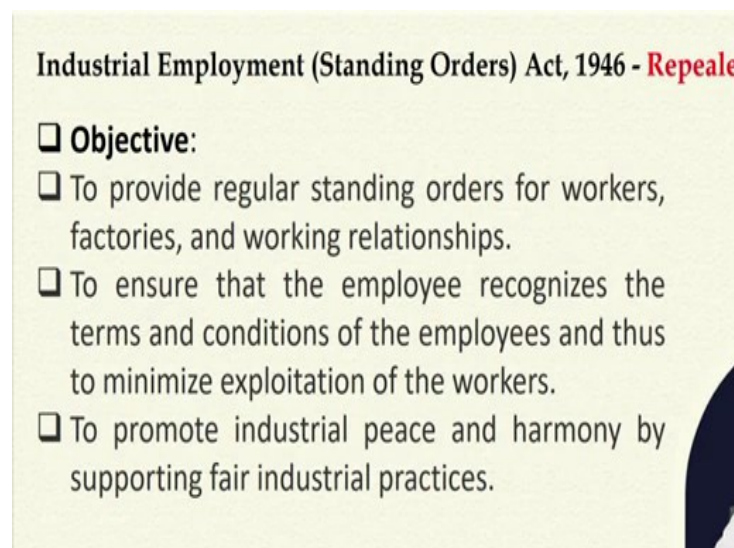 Industrial Employment (Standing Orders) Act, 1946 - Repeale
❑ Objective:
❑ To provide regular standing orders for workers,
factories, and working relationships.
❑ To ensure that the employee recognizes the
terms and conditions of the employees and thus
to minimize exploitation of the workers.
❑ To promote industrial peace and harmony by
supporting fair industrial practices.